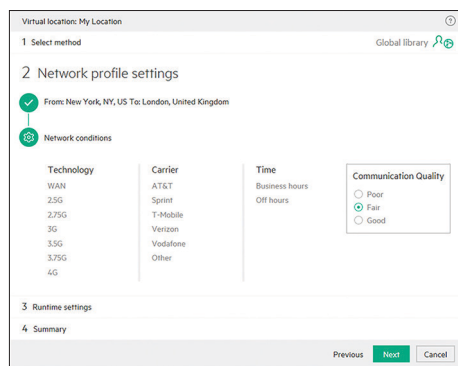 Virtual location: My Location
1 Select method
Global library
2 Network profile settings
From: New York, NY, US To: London, United Kingdom
Network conditions
Technology
WAN
2.5G
2.75G
3G
3.5G
3.75G
4G
Carrier
AT&T
Sprint
T-Mobile
Verizon
Vodafone
Other
Time
Business hours
Off hours
Communication Quality
Poor
Fair
Good
3 Runtime settings
4 Summary
Previous Next Cancel